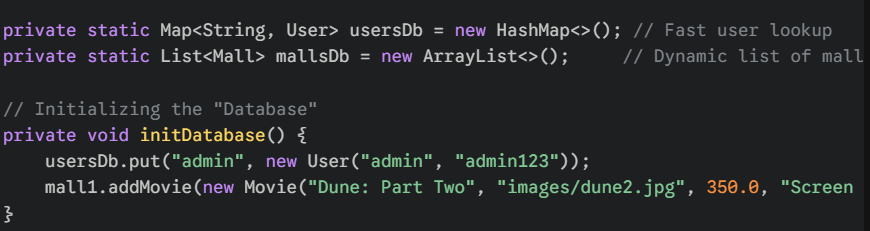 private static Map<String, User> usersDb = new HashMap<>(); // Fast user lookup
private static List<Mall> mallsDb = new ArrayList<>();     // Dynamic list of mall
// Initializing the "Database"
private void initDatabase() {
    usersDb.put("admin", new User("admin", "admin123"));
    mall1.addMovie(new Movie("Dune: Part Two", "images/dune2.jpg", 350.0, "Screen
}